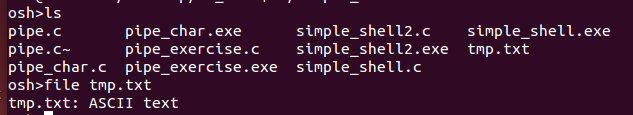 osh>ls
pipe.c pipe_char.exe simple_shell2.c simple_shell.exe
pipe.c~ pipe_exercise.c simple_shell2.exe tmp.txt
pipe_char.c pipe_exercise.exe simple_shell.c
osh>file tmp.txt
tmp.txt: ASCII text